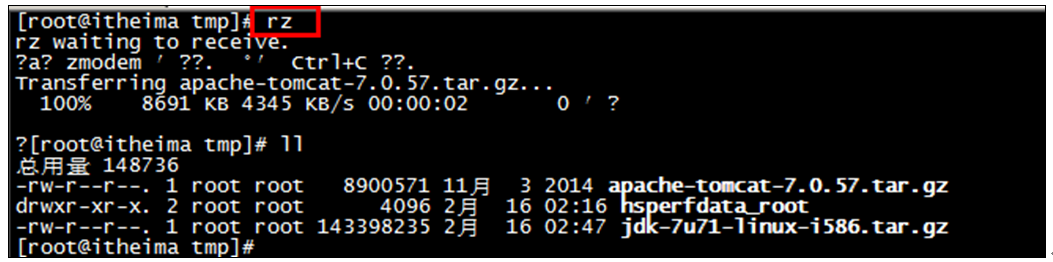 [root@itheima tmp]# rz
rz waiting to receive.
?a? zmodem ′ ??.  °′  Ctrl+C ??.
Transferring apache-tomcat-7.0.57.tar.gz...
  100%    8691 KB 4345 KB/s 00:00:02       0 ′ ?
?[root@itheima tmp]# ll
总用量 148736
-rw-r--r--. 1 root root   8900571 11月  3 2014 apache-tomcat-7.0.57.tar.gz
drwxr-xr-x. 2 root root      4096 2月  16 02:16 hsperfdata_root
-rw-r--r--. 1 root root 143398235 2月  16 02:47 jdk-7u71-linux-i586.tar.gz
[root@itheima tmp]#